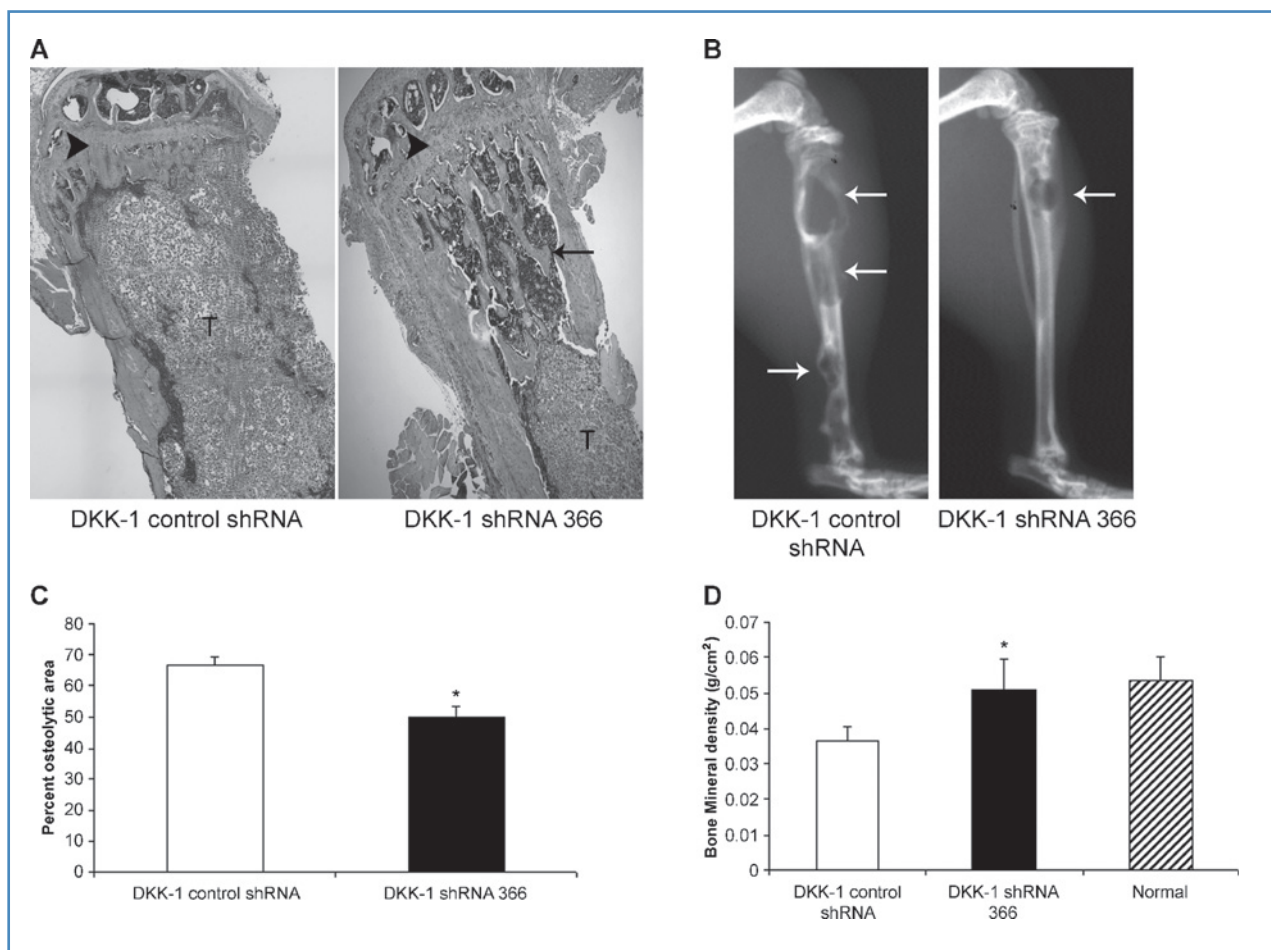 A
B
T
T
DKK-1 control shRNA
DKK-1 shRNA 366
DKK-1 control
shRNA
DKK-1 shRNA 366
C
Percent osteolytic area
80
70
60
50
40
30
20
10
0
*
DKK-1 control shRNA
DKK-1 shRNA 366
D
Bone Mineral density (g/cm²)
0.07
0.06
0.05
0.04
0.03
0.02
0.01
0
*
DKK-1 control
shRNA
DKK-1 shRNA
366
Normal